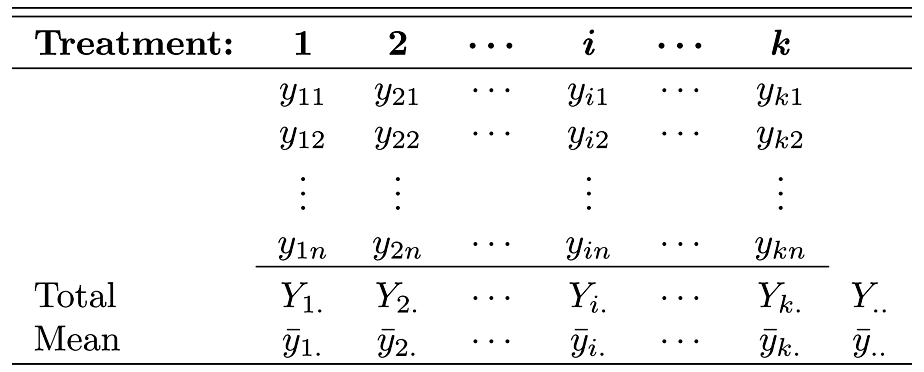 Treatment: 1 2 ⋯ i ⋯ k
y₁₁ y₂₁ ⋯ yᵢ₁ ⋯ yₖ₁
y₁₂ y₂₂ ⋯ yᵢ₂ ⋯ yₖ₂
⋮ ⋮ ⋮ ⋮
y₁ₙ y₂ₙ ⋯ yᵢₙ ⋯ yₖₙ
Total Y₁. Y₂. ⋯ Yᵢ. ⋯ Yₖ. Y..
Mean ȳ₁. ȳ₂. ⋯ ȳᵢ. ⋯ ȳₖ. ȳ..